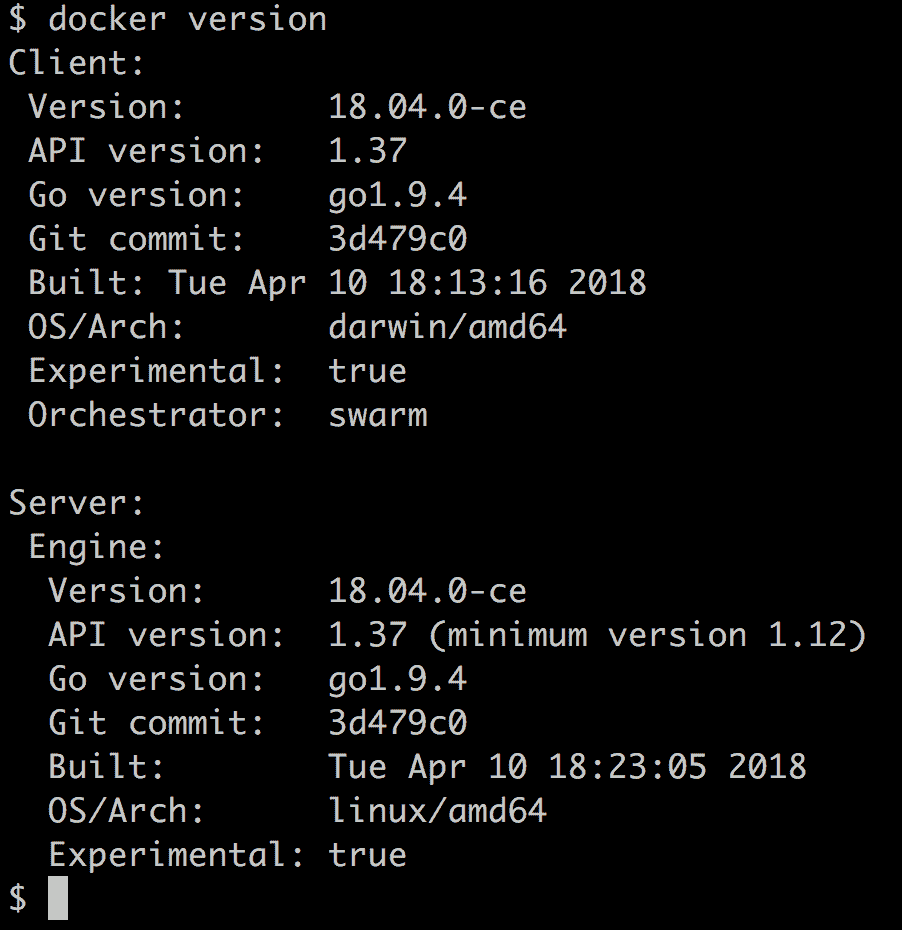 $ docker version
Client:
 Version:       18.04.0-ce
 API version:   1.37
 Go version:    go1.9.4
 Git commit:    3d479c0
 Built: Tue Apr 10 18:13:16 2018
 OS/Arch:       darwin/amd64
 Experimental:  true
 Orchestrator:  swarm

Server:
 Engine:
  Version:      18.04.0-ce
  API version:  1.37 (minimum version 1.12)
  Go version:   go1.9.4
  Git commit:   3d479c0
  Built:        Tue Apr 10 18:23:05 2018
  OS/Arch:      linux/amd64
  Experimental: true
$